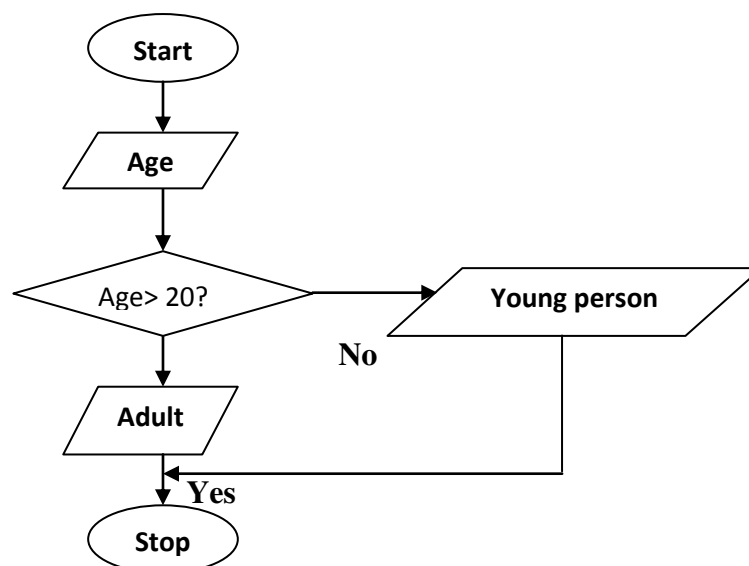 Start
Age
Age> 20?
Young person
No
Adult
Yes
Stop